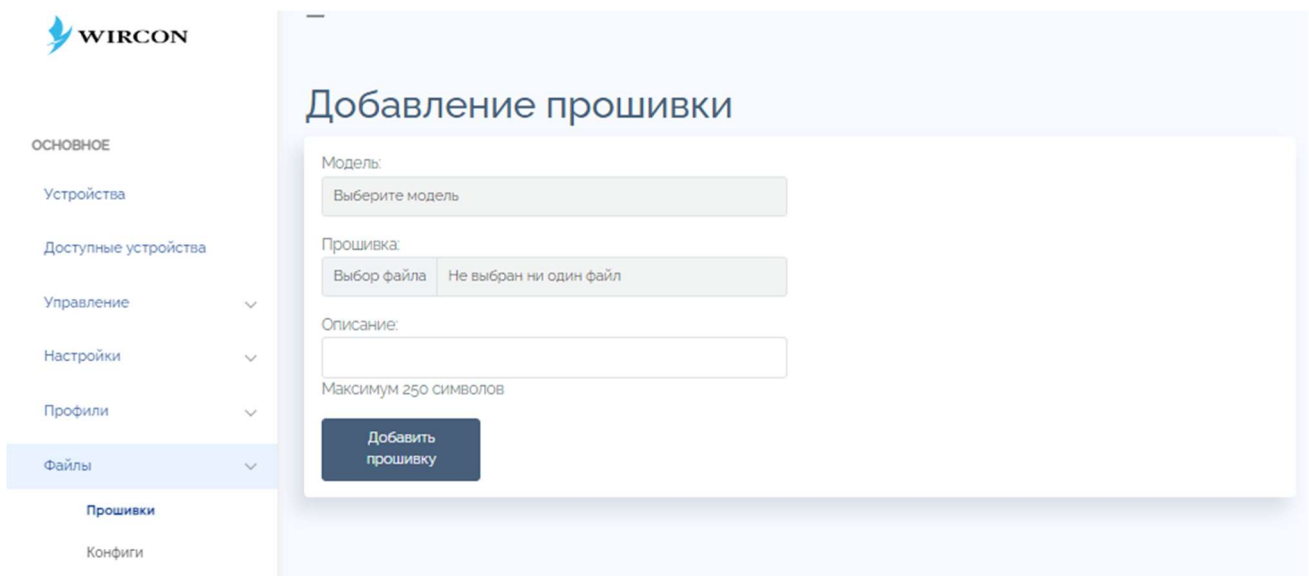 WIRCON
ОСНОВНОЕ
Устройства
Доступные устройства
Управление
Настройки
Профили
Файлы
Прошивки
Конфиги
Добавление прошивки
Модель:
Выберите модель
Прошивка:
Выбор файла Не выбран ни один файл
Описание:
Максимум 250 символов
Добавить
прошивку